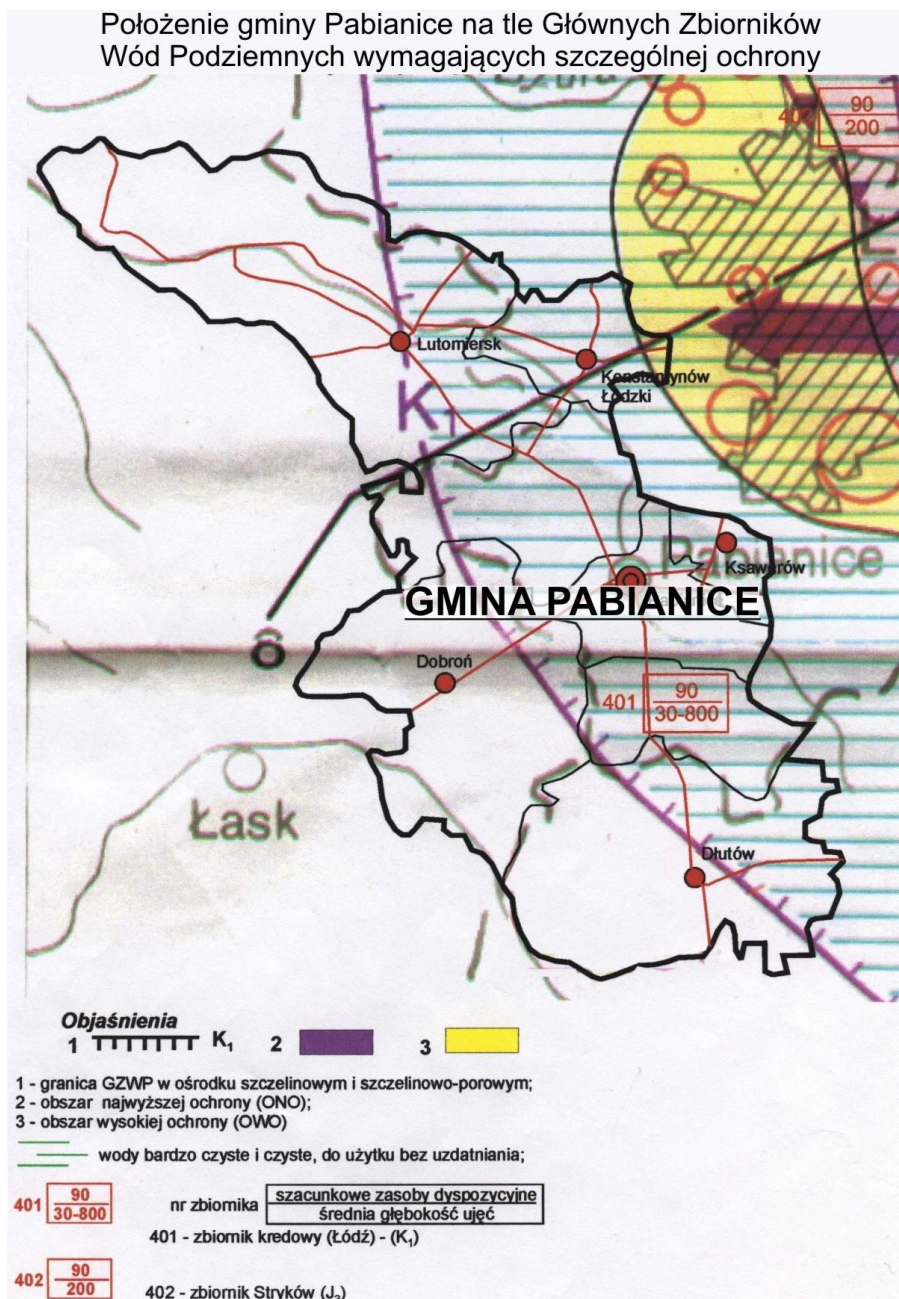 Położenie gminy Pabianice na tle Głównych Zbiorników
Wód Podziemnych wymagających szczególnej ochrony
402
90
200
Lutomiersk
Konstantynów
Łódzki
K1
Pabianice
Ksawerów
GMINA PABIANICE
Dobroń
401
90
30-800
Łask
Dłutów
Objaśnienia
1 K1 2 3
1 - granica GZWP w ośrodku szczelinowym i szczelinowo-porowym;
2 - obszar najwyższej ochrony (ONO);
3 - obszar wysokiej ochrony (OWO)
wody bardzo czyste i czyste, do użytku bez uzdatniania;
401 90
30-800
nr zbiornika szacunkowe zasoby dyspozycyjne
średnia głębokość ujęć
401 - zbiornik kredowy (Łódź) - (K1)
402 90
200
402 - zbiornik Stryków (J3)